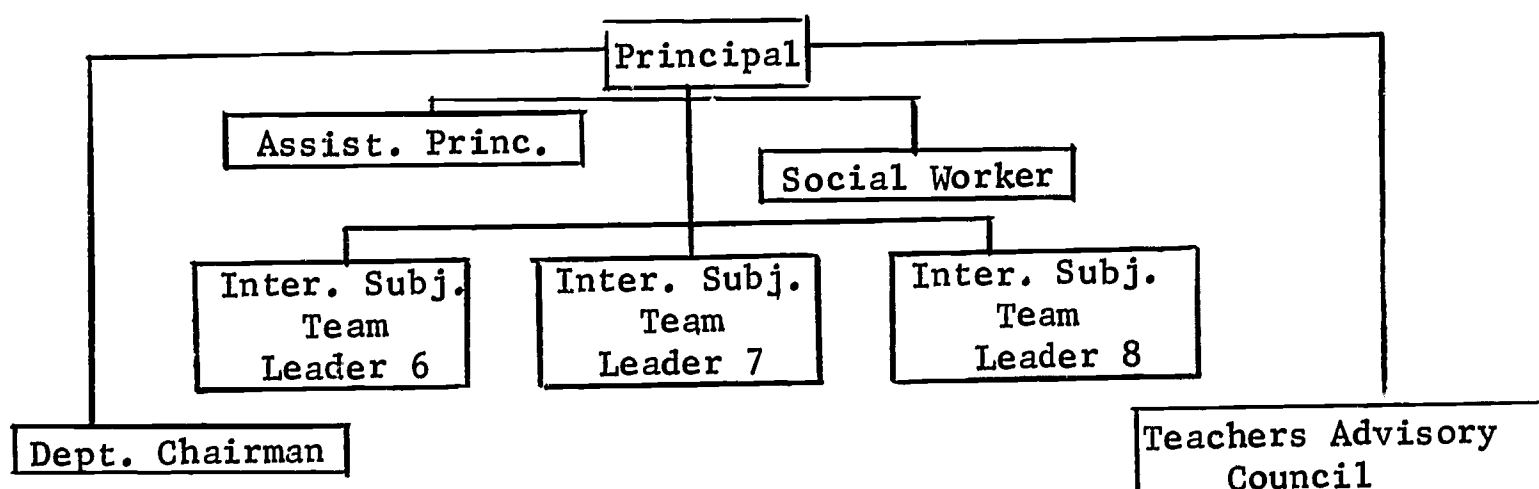 Principal
Assist. Princ.
Social Worker
Inter. Subj.
Team
Leader 6
Inter. Subj.
Team
Leader 7
Inter. Subj.
Team
Leader 8
Dept. Chairman
Teachers Advisory
Council